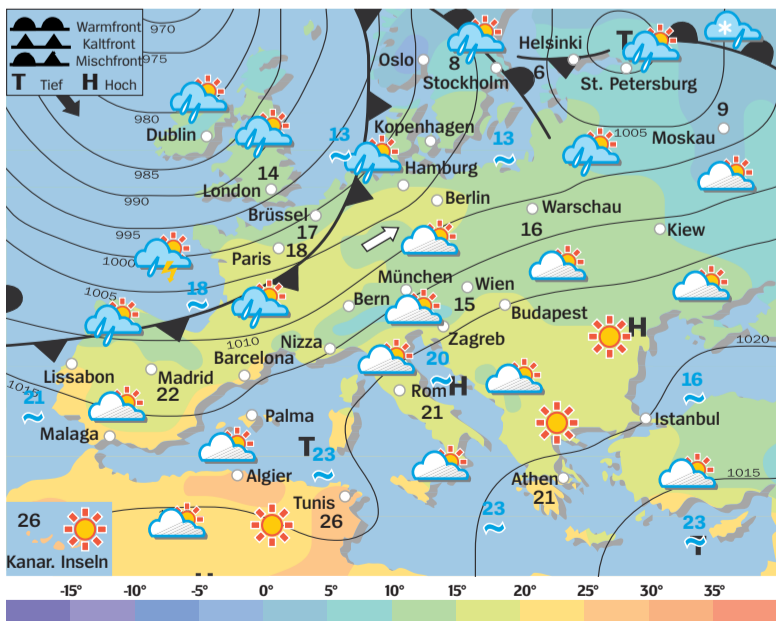 Warmfront
Kaltfront
Mischfront
T Tief H Hoch
970
975
980
985
990
995
1000
1005
1010
1015
Oslo
8
Stockholm
Helsinki
6
T
St. Petersburg
9
Moskau
1005
Dublin
14
London
13
Kopenhagen
13
Hamburg
Berlin
Brüssel
17
18
Paris
Warschau
16
Kiew
18
München
Wien
15
Bern
Budapest
Zagreb
H
1020
Nizza
Barcelona
Lissabon
Madrid
22
21
Malaga
Palma
20
Rom
H
21
16
Istanbul
T
23
Algier
Tunis
26
Athen
21
23
1015
23
T
26
Kanar. Inseln
H
-15° -10° -5° 0° 5° 10° 15° 20° 25° 30° 35°